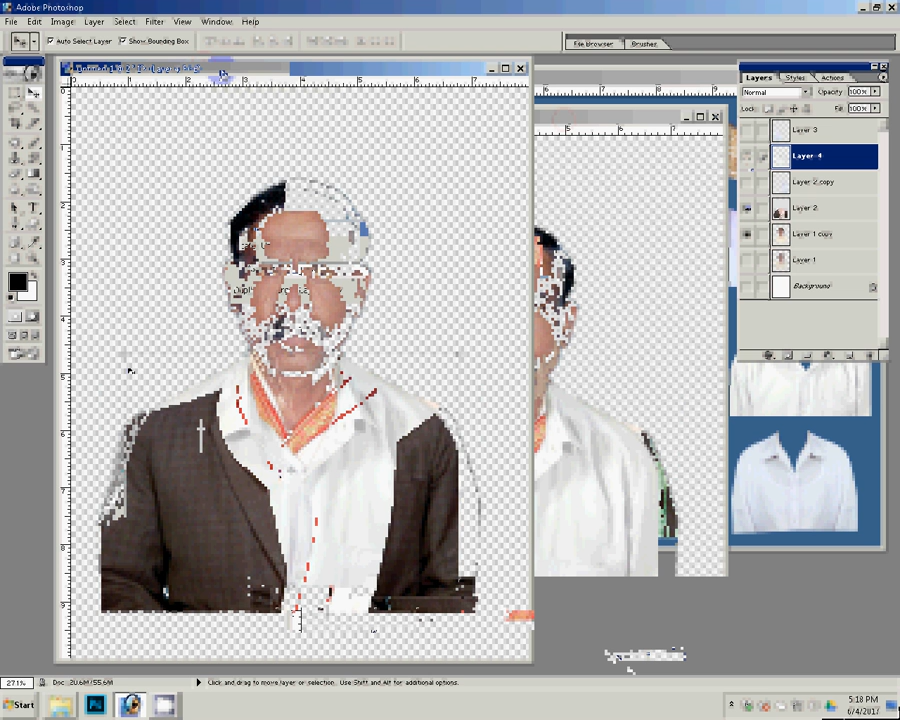 Adobe Photoshop
File Edit Image Layer Select Filter View Window Help
Auto Select Layer Show Bounding Box
File Browser Brushes
Layers Styles Actions
Normal Opacity: 100%
Lock: Fill: 100%
Layer 3
Layer 4
Layer 2 copy
Layer 2
Layer 1 copy
Layer 1
Background
271% Doc: 20.6M/55.6M Click and drag to move layer or selection. Use Shift and Alt for additional options.
Start
5:18 PM
6/4/2017